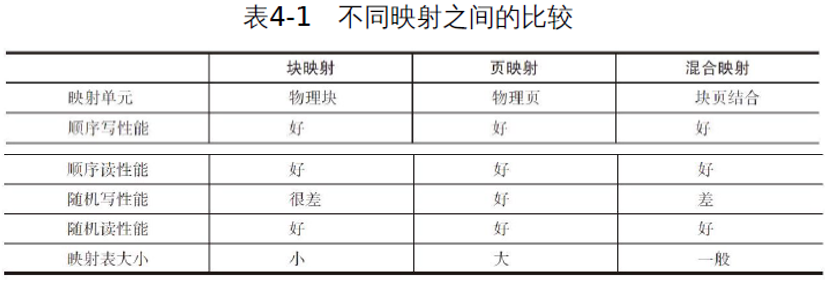 表4-1 不同映射之间的比较
块映射 页映射 混合映射
映射单元 物理块 物理页 块页结合
顺序写性能 好 好 好
顺序读性能 好 好 好
随机写性能 很差 好 差
随机读性能 好 好 好
映射表大小 小 大 一般